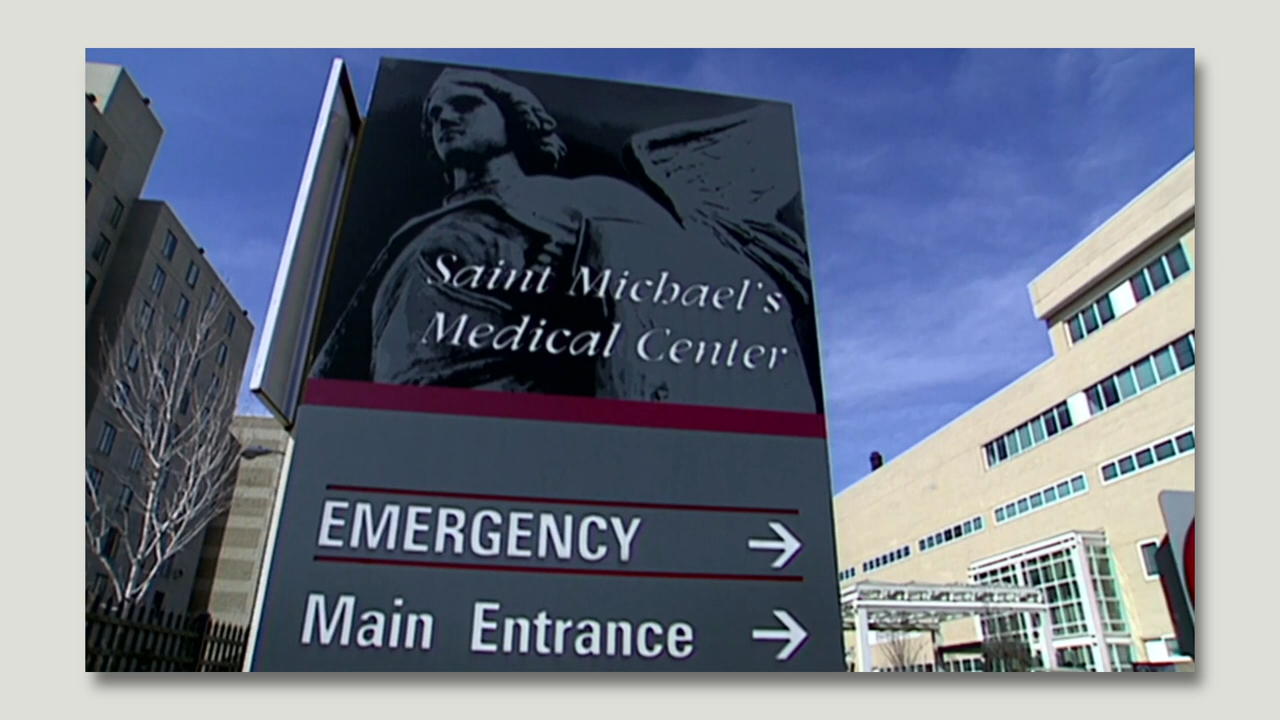 Saint Michael's
Medical Center
EMERGENCY →
Main Entrance →